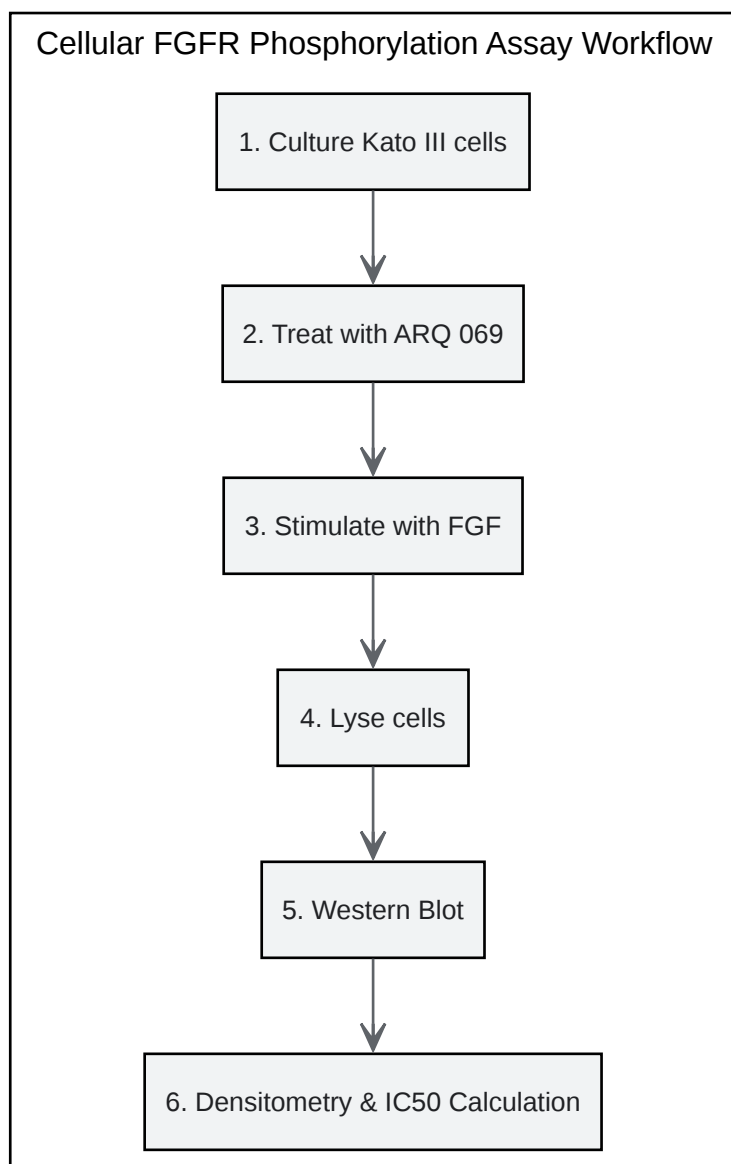 Cellular FGFR Phosphorylation Assay Workflow
1. Culture Kato III cells
2. Treat with ARQ 069
3. Stimulate with FGF
4. Lyse cells
5. Western Blot
6. Densitometry & IC50 Calculation